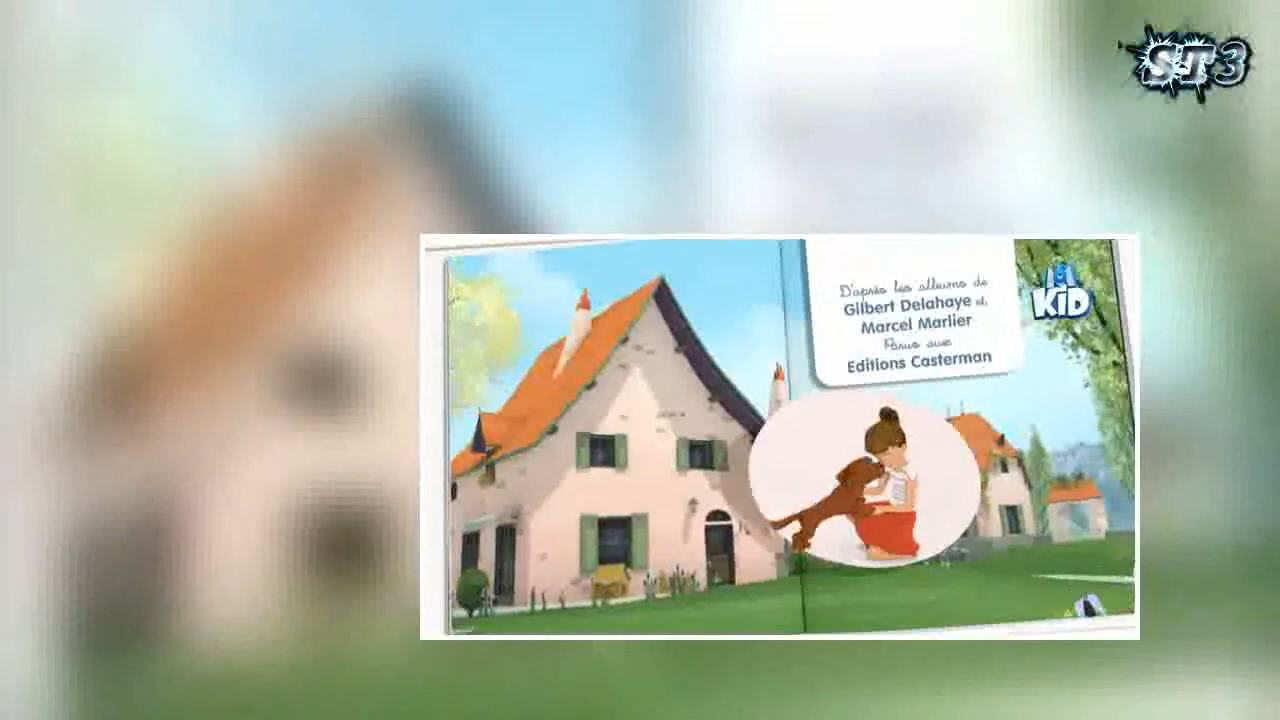 ST3
D'après les albums de
Gilbert Delahaye et
Marcel Marlier
Parus aux
Editions Casterman
KID